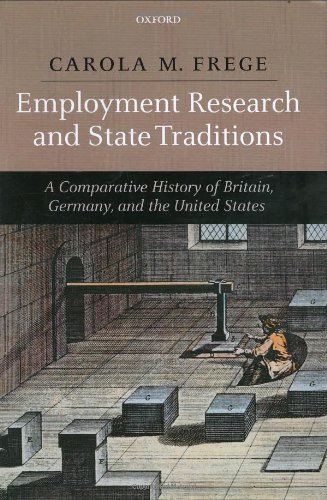 OXFORD
CAROLA M. FREGE
Employment Research
and State Traditions
A Comparative History of Britain,
Germany, and the United States
E
F